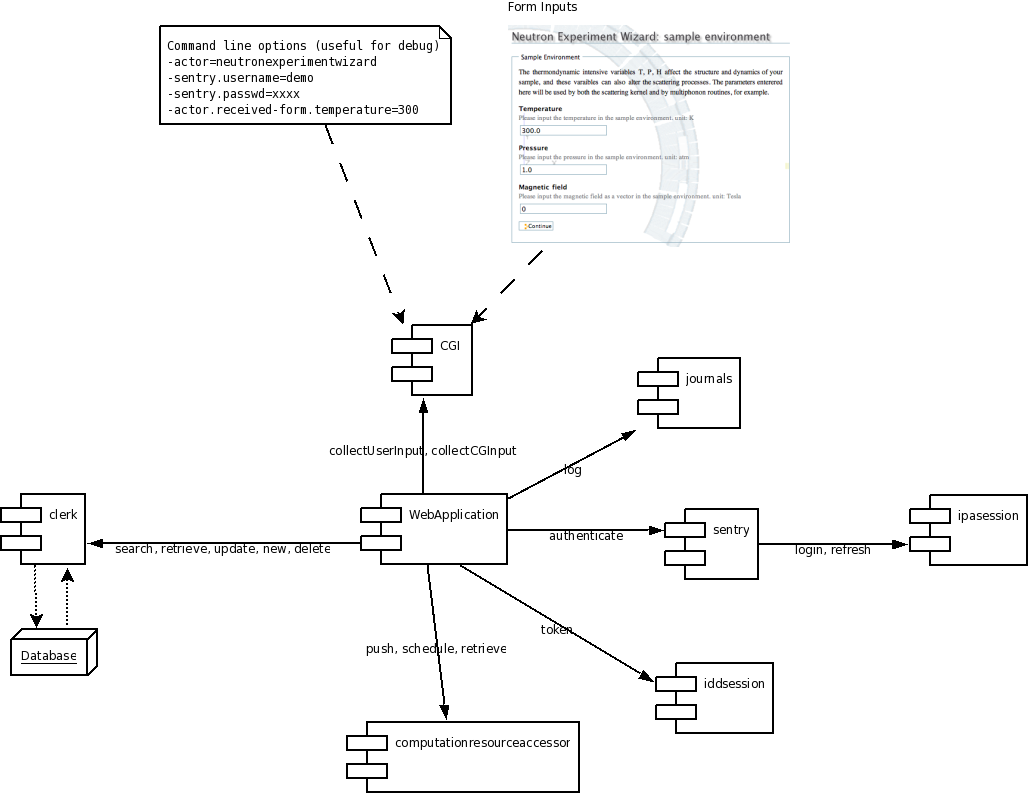 Form Inputs
Command line options (useful for debug)
-actor=neutronexperimentwizard
-sentry.username=demo
-sentry.passwd=xxxx
-actor.received-form.temperature=300
Neutron Experiment Wizard: sample environment
Sample Environment
The thermodynamic intensive variables T, P, H affect the structure and dynamics of your
sample, and these varaibles can also alter the scattering processes. The parameters enterered
here will be used by both the scattering kernel and by multiphonon routines, for example.
Temperature
Please input the temperature in the sample environment. unit: K
300.0
Pressure
Please input the pressure in the sample environment. unit: atm
1.0
Magnetic field
Please input the magnetic field as a vector in the sample environment. unit: Tesla
0
Continue
CGI
journals
collectUserInput, collectCGInput
log
clerk
WebApplication
sentry
ipasession
search, retrieve, update, new, delete
authenticate
login, refresh
token
push, schedule, retrieve
Database
iddsession
computationresourceaccessor